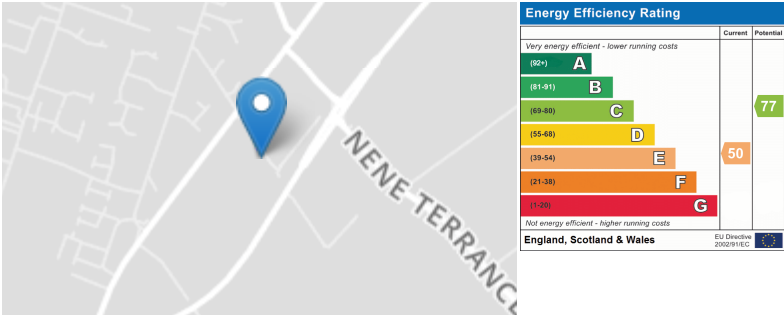 NENE TERRANCE
Energy Efficiency Rating
Current Potential
Very energy efficient - lower running costs
(92+) A
(81-91) B
(69-80) C
77
(55-68) D
(39-54) E
50
(21-38) F
(1-20) G
Not energy efficient - higher running costs
England, Scotland & Wales
EU Directive
2002/91/EC